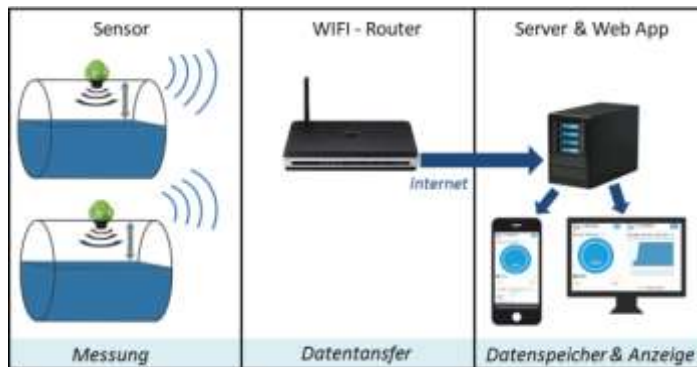 Sensor
WIFI - Router
Server & Web App
Internet
Messung
Datentansfer
Datenspeicher & Anzeige